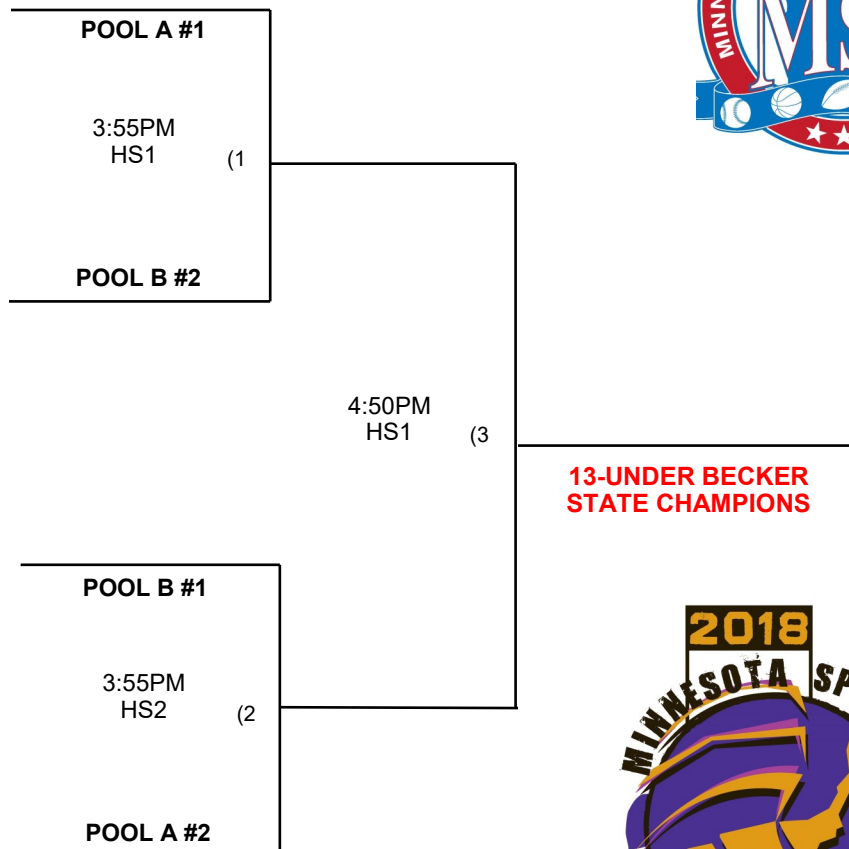 POOL A #1
3:55PM
HS1
(1
POOL B #2
4:50PM
HS1
(3
13-UNDER BECKER
STATE CHAMPIONS
POOL B #1
3:55PM
HS2
(2
POOL A #2
2018
MINNESOTA